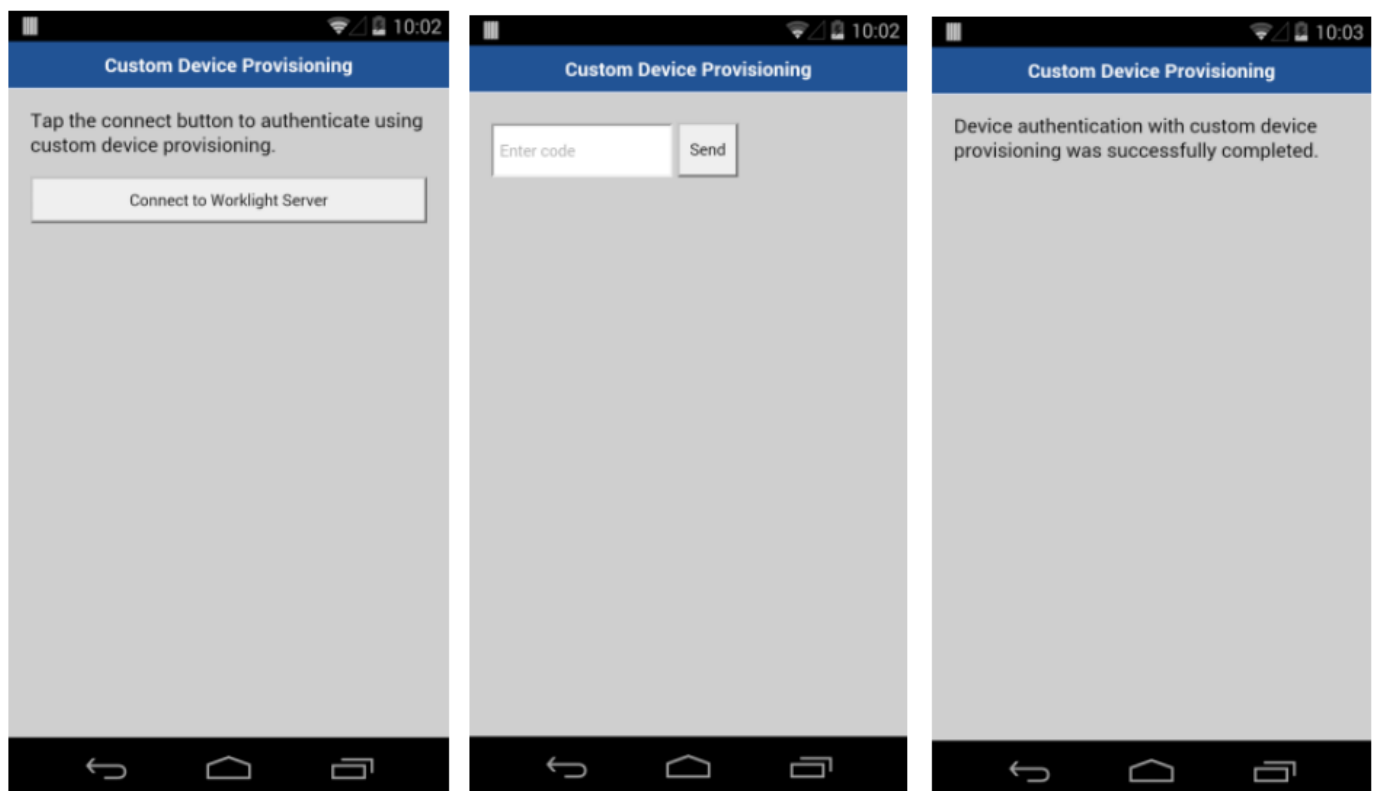 10:02
Custom Device Provisioning
Tap the connect button to authenticate using
custom device provisioning.
Connect to Worklight Server
10:02
Custom Device Provisioning
Enter code
Send
10:03
Custom Device Provisioning
Device authentication with custom device
provisioning was successfully completed.